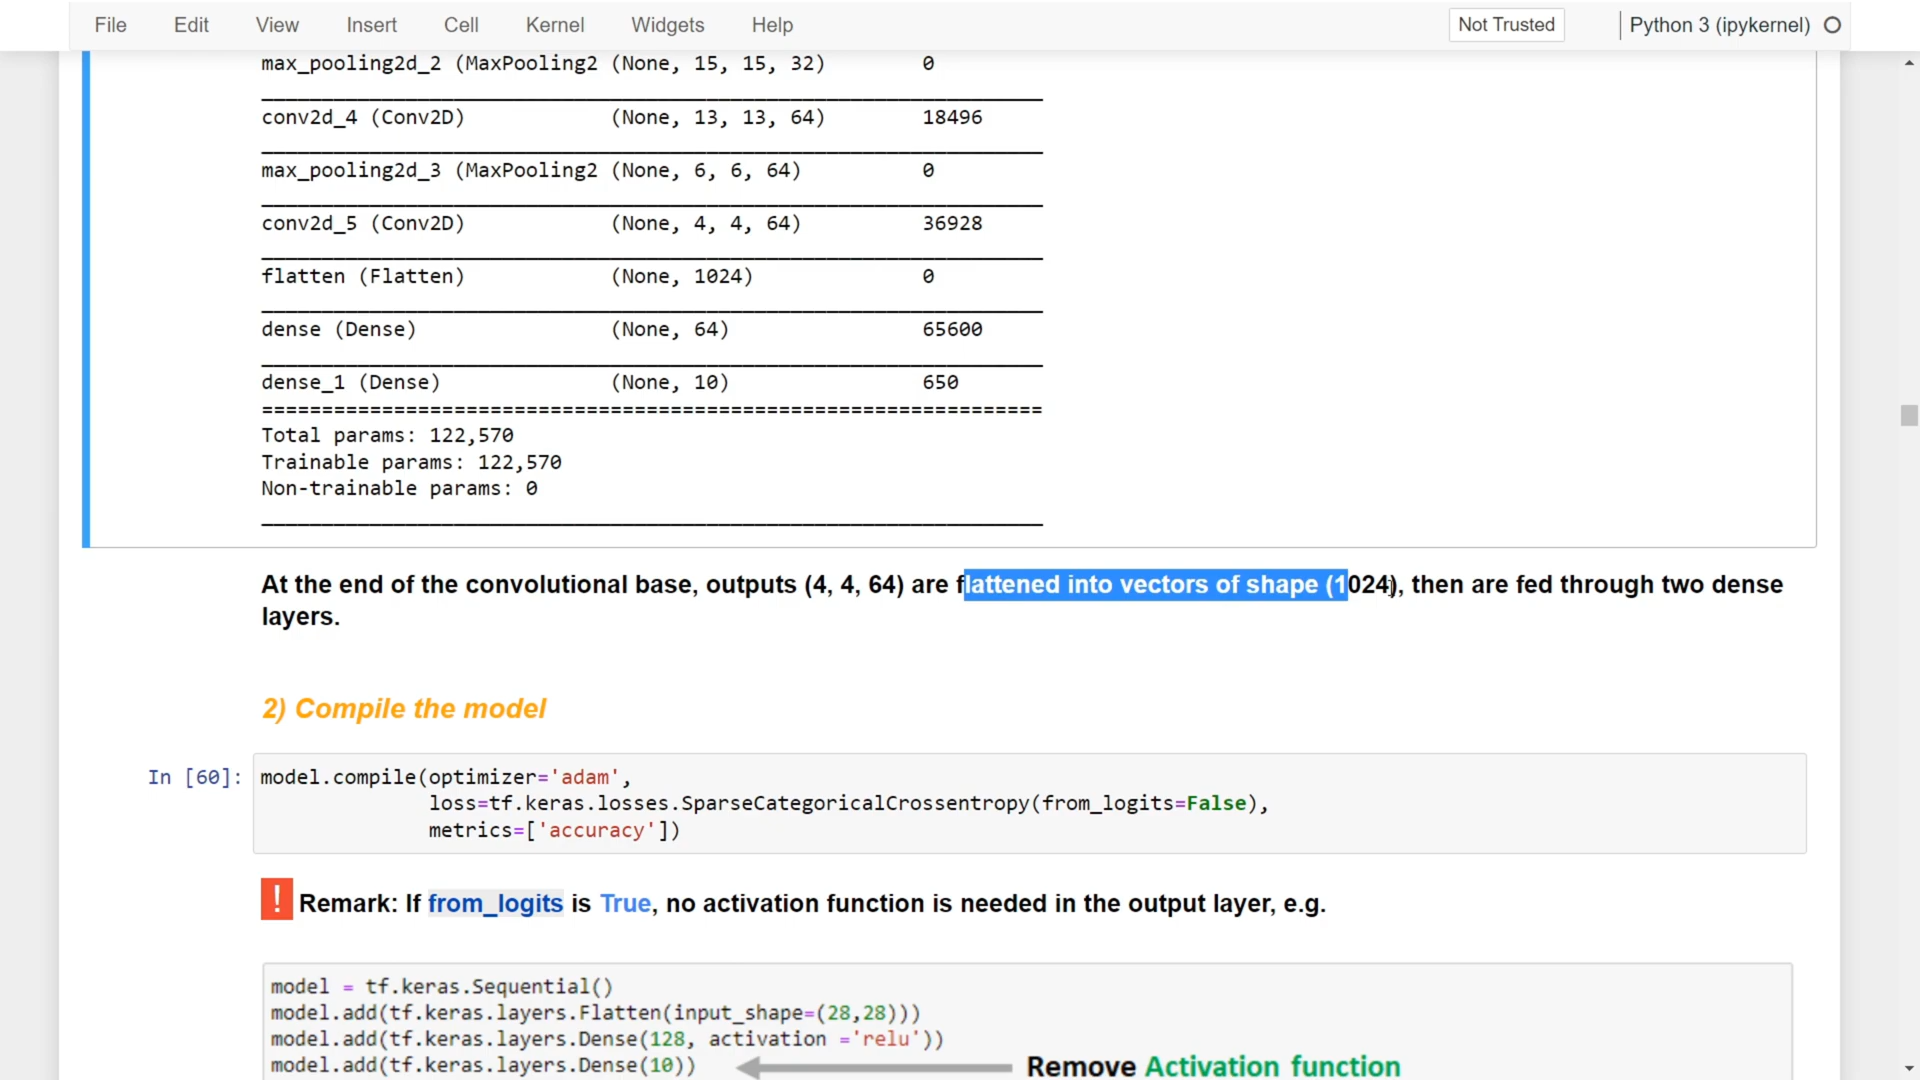 File Edit View Insert Cell Kernel Widgets Help Not Trusted Python 3 (ipykernel)
max_pooling2d_2 (MaxPooling2 (None, 15, 15, 32) 0
conv2d_4 (Conv2D) (None, 13, 13, 64) 18496
max_pooling2d_3 (MaxPooling2 (None, 6, 6, 64) 0
conv2d_5 (Conv2D) (None, 4, 4, 64) 36928
flatten (Flatten) (None, 1024) 0
dense (Dense) (None, 64) 65600
dense_1 (Dense) (None, 10) 650
=================================================================
Total params: 122,570
Trainable params: 122,570
Non-trainable params: 0
At the end of the convolutional base, outputs (4, 4, 64) are flattened into vectors of shape (1024), then are fed through two dense
layers.
2) Compile the model
In [60]: model.compile(optimizer='adam',
loss=tf.keras.losses.SparseCategoricalCrossentropy(from_logits=False),
metrics=['accuracy'])
! Remark: If from_logits is True, no activation function is needed in the output layer, e.g.
model = tf.keras.Sequential()
model.add(tf.keras.layers.Flatten(input_shape=(28,28)))
model.add(tf.keras.layers.Dense(128, activation ='relu'))
model.add(tf.keras.layers.Dense(10)) Remove Activation function